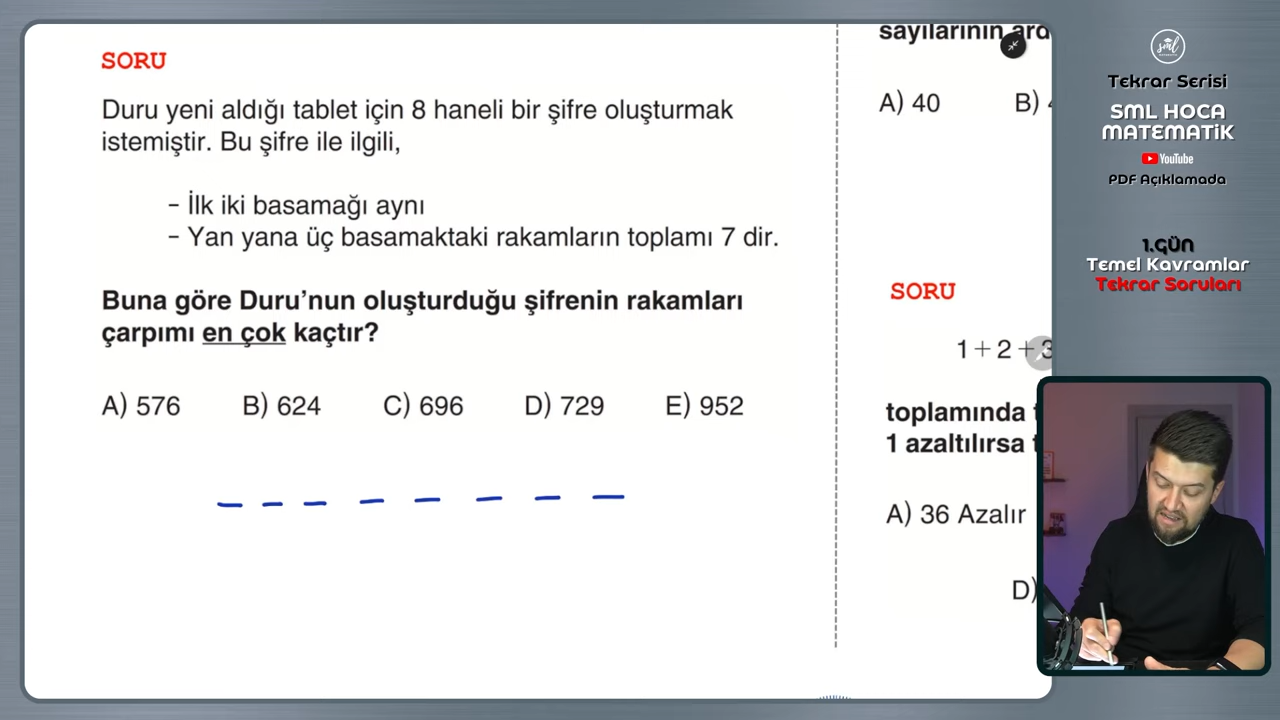 SORU
Duru yeni aldığı tablet için 8 haneli bir şifre oluşturmak
istemiştir. Bu şifre ile ilgili,
- İlk iki basamağı aynı
- Yan yana üç basamaktaki rakamların toplamı 7 dir.
Buna göre Duru’nun oluşturduğu şifrenin rakamları
çarpımı en çok kaçtır?
A) 576 B) 624 C) 696 D) 729 E) 952
sayılarının ard
A) 40 B)
SORU
1 + 2 + 3
toplamında
1 azaltılırsa
A) 36 Azalır
D)
sml
Tekrar Serisi
SML HOCA
MATEMATİK
YouTube
PDF Açıklamada
1.GÜN
Temel Kavramlar
Tekrar Soruları